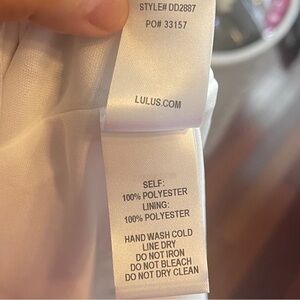 STYLE# DD2887
PO# 33157
LULUS.COM
SELF:
100% POLYESTER
LINING:
100% POLYESTER
HAND WASH COLD
LINE DRY
DO NOT IRON
DO NOT BLEACH
DO NOT DRY CLEAN